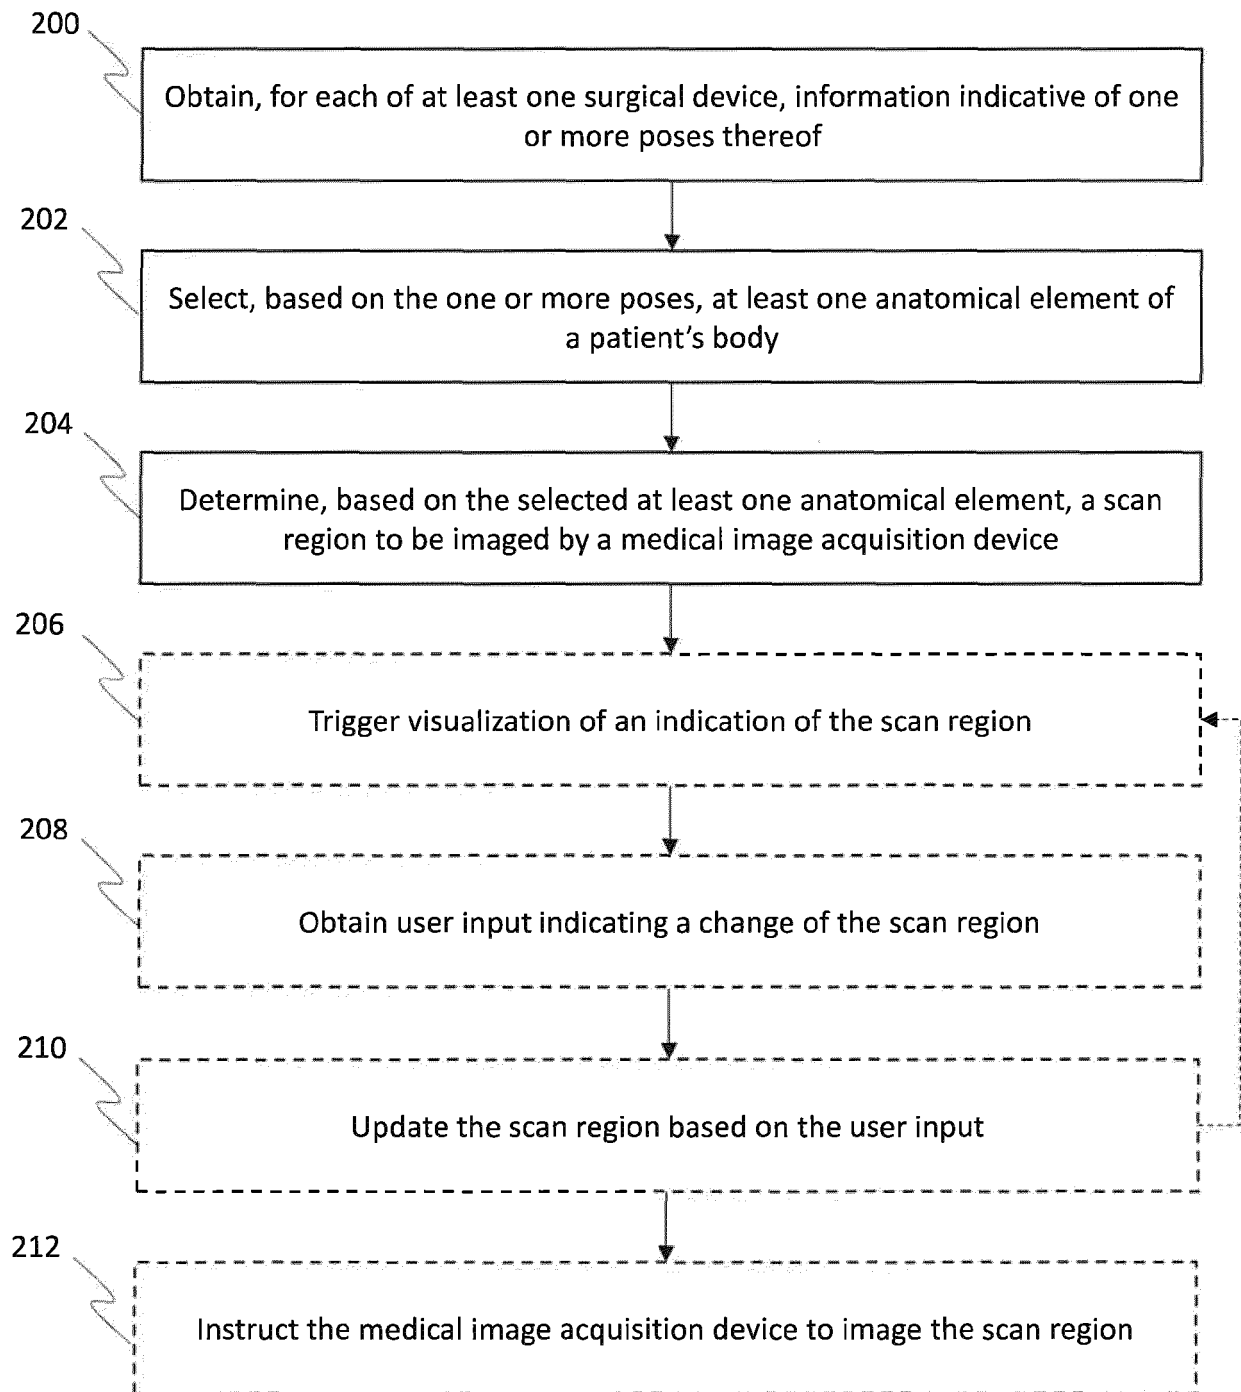 200
Obtain, for each of at least one surgical device, information indicative of one
or more poses thereof
202
Select, based on the one or more poses, at least one anatomical element of
a patient's body
204
Determine, based on the selected at least one anatomical element, a scan
region to be imaged by a medical image acquisition device
206
Trigger visualization of an indication of the scan region
208
Obtain user input indicating a change of the scan region
210
Update the scan region based on the user input
212
Instruct the medical image acquisition device to image the scan region